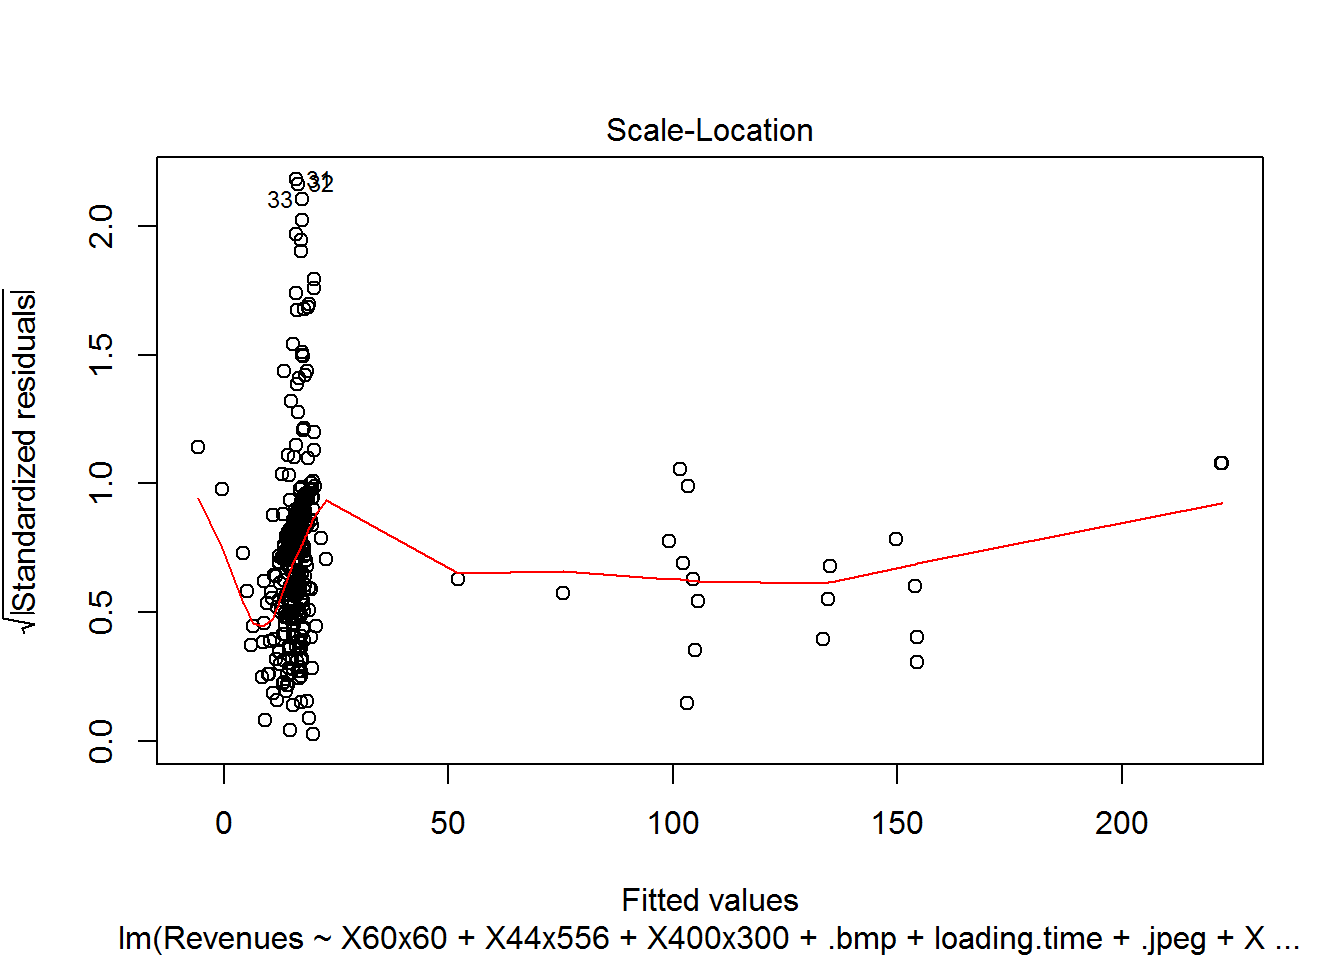 Scale-Location
31
32
33
√|Standardized residuals|
0.0 0.5 1.0 1.5 2.0
0 50 100 150 200
Fitted values
lm(Revenues ~ X60x60 + X44x556 + X400x300 + .bmp + loading.time + .jpeg + X ...